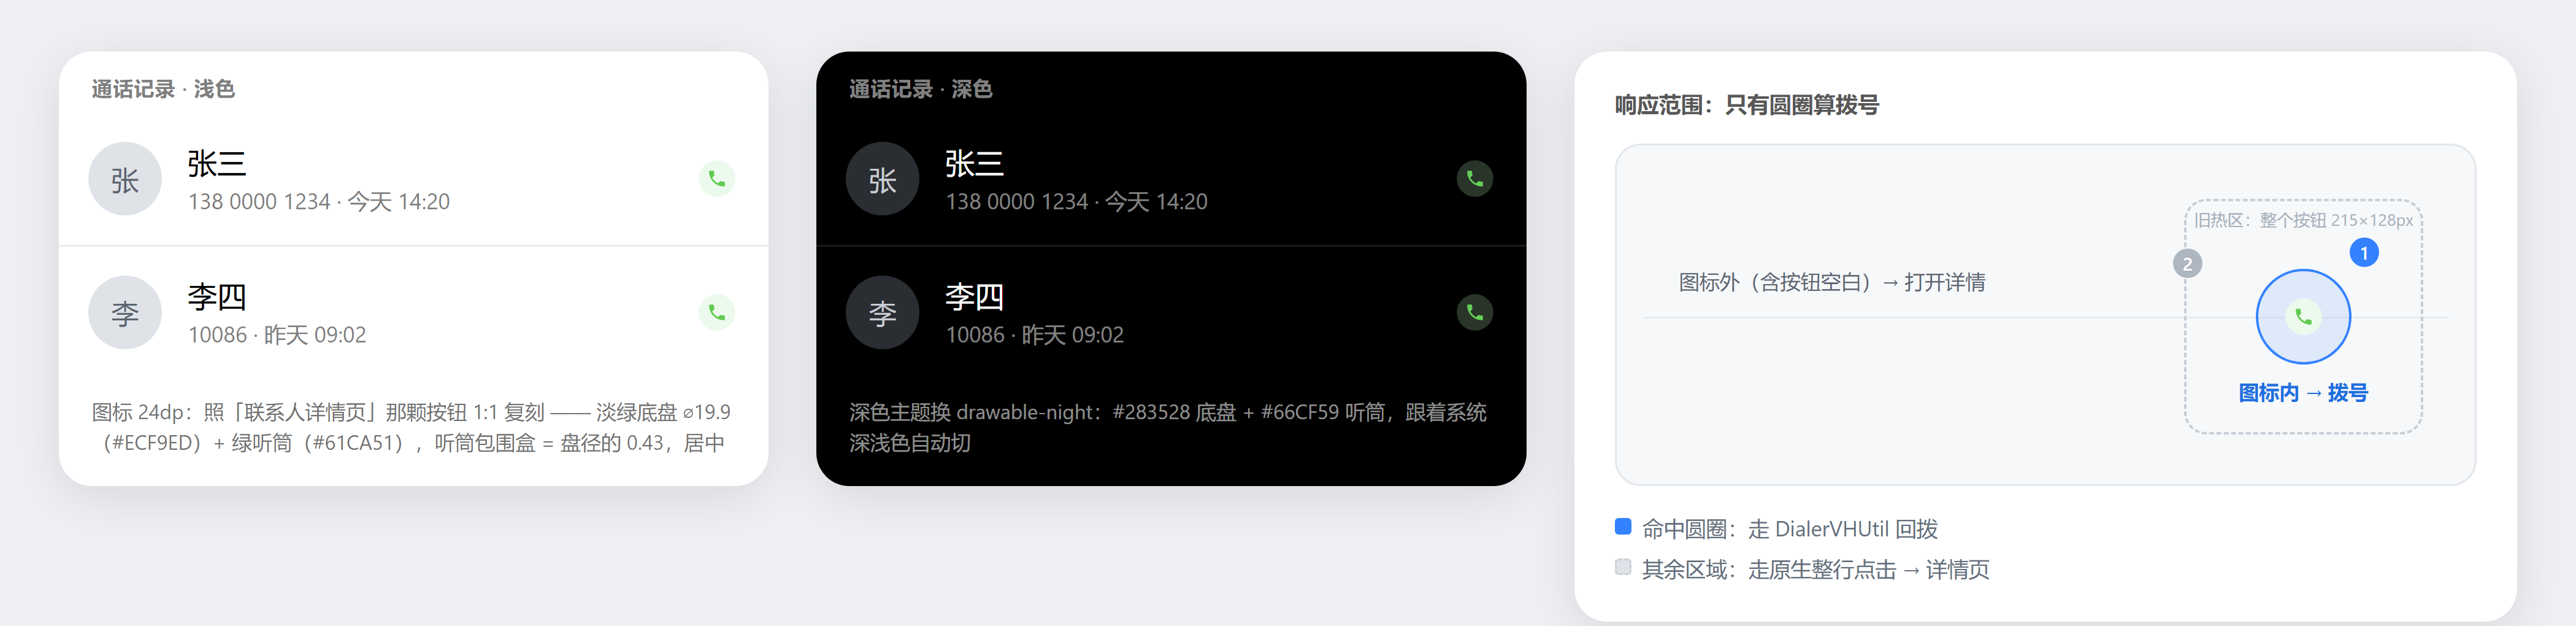 通话记录 · 浅色
张
张三
138 0000 1234 · 今天 14:20
李
李四
10086 · 昨天 09:02
图标 24dp：照「联系人详情页」那颗按钮 1:1 复刻 —— 淡绿底盘 ⌀19.9
（#ECF9ED）+ 绿听筒（#61CA51），听筒包围盒 = 盘径的 0.43，居中
通话记录 · 深色
张
张三
138 0000 1234 · 今天 14:20
李
李四
10086 · 昨天 09:02
深色主题换 drawable-night：#283528 底盘 + #66CF59 听筒，跟着系统
深浅色自动切
响应范围：只有圆圈算拨号
旧热区：整个按钮 215×128px
1
2
图标外（含按钮空白）→ 打开详情
图标内 → 拨号
命中圆圈：走 DialerVHUtil 回拨
其余区域：走原生整行点击 → 详情页